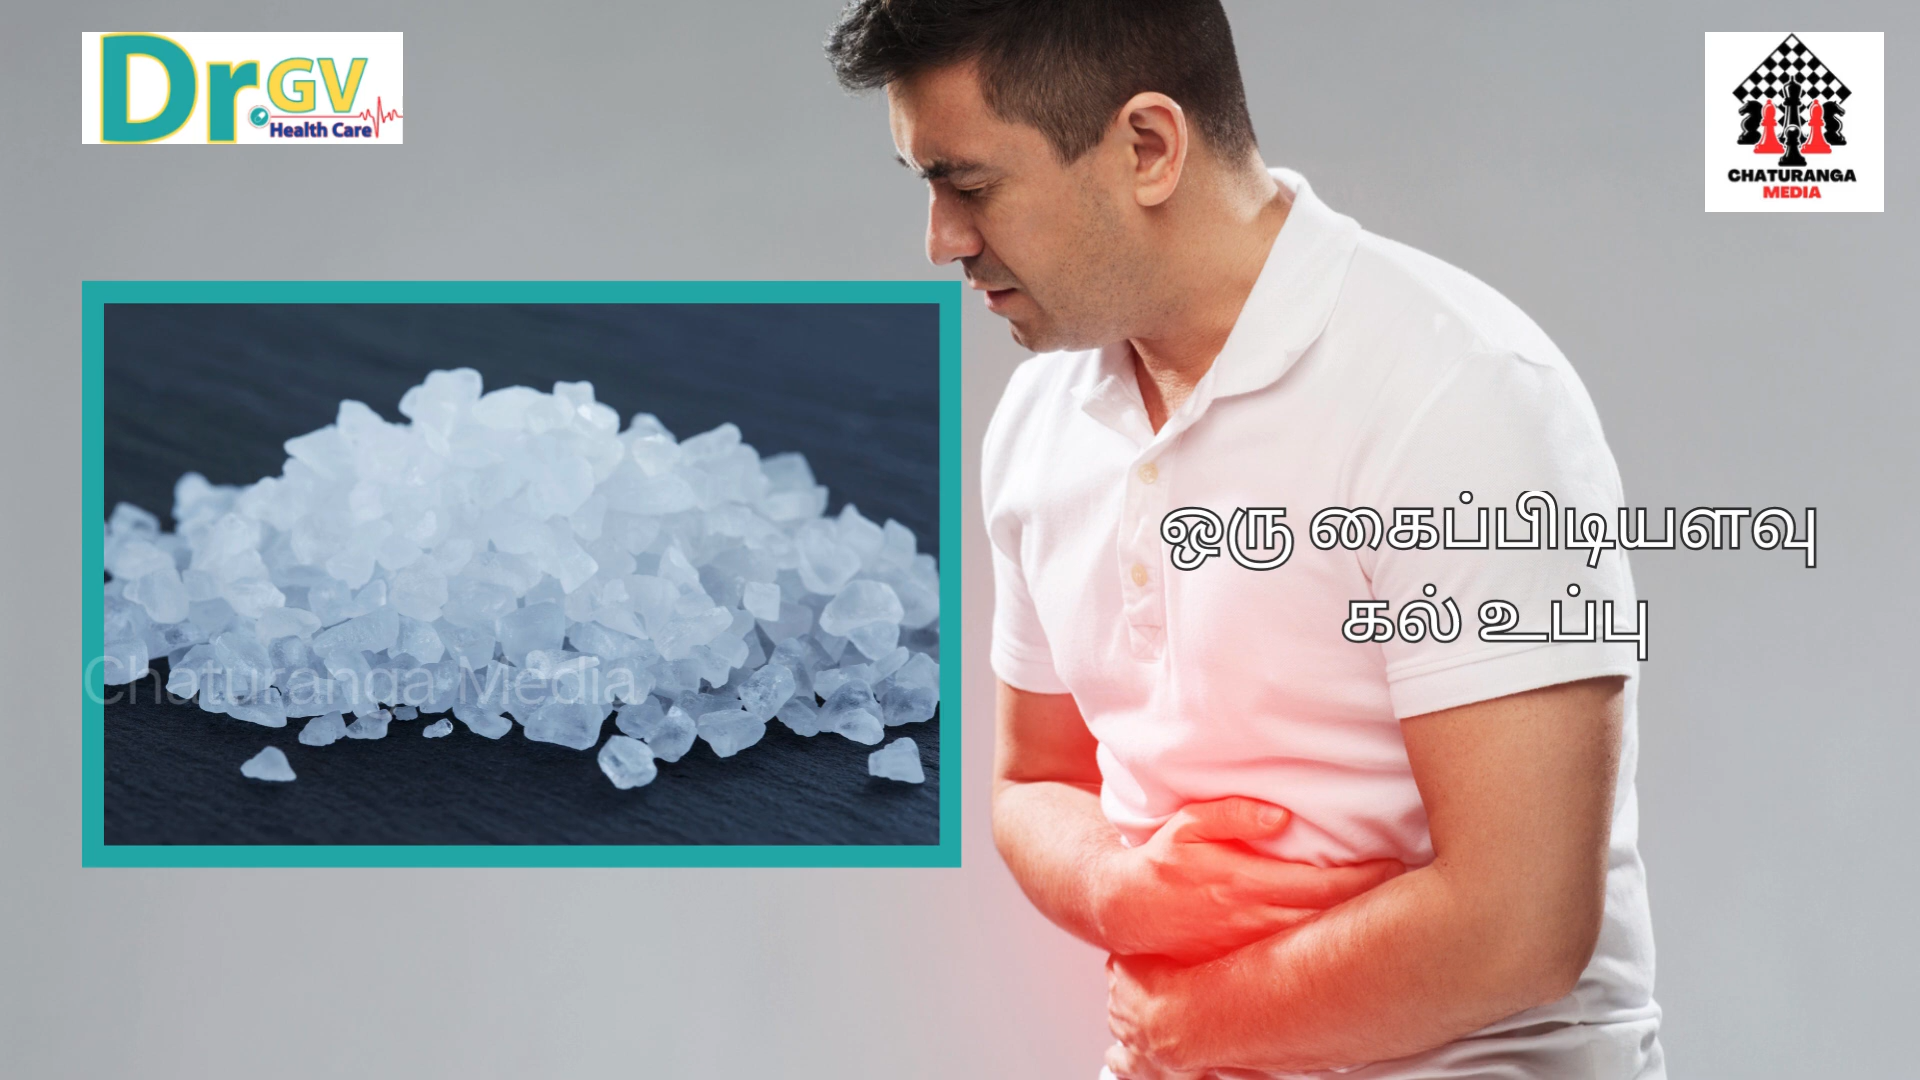 Dr.GV
Health Care
CHATURANGA
MEDIA
ஒரு கைப்பிடியளவு
கல் உப்பு
Chaturanga Media